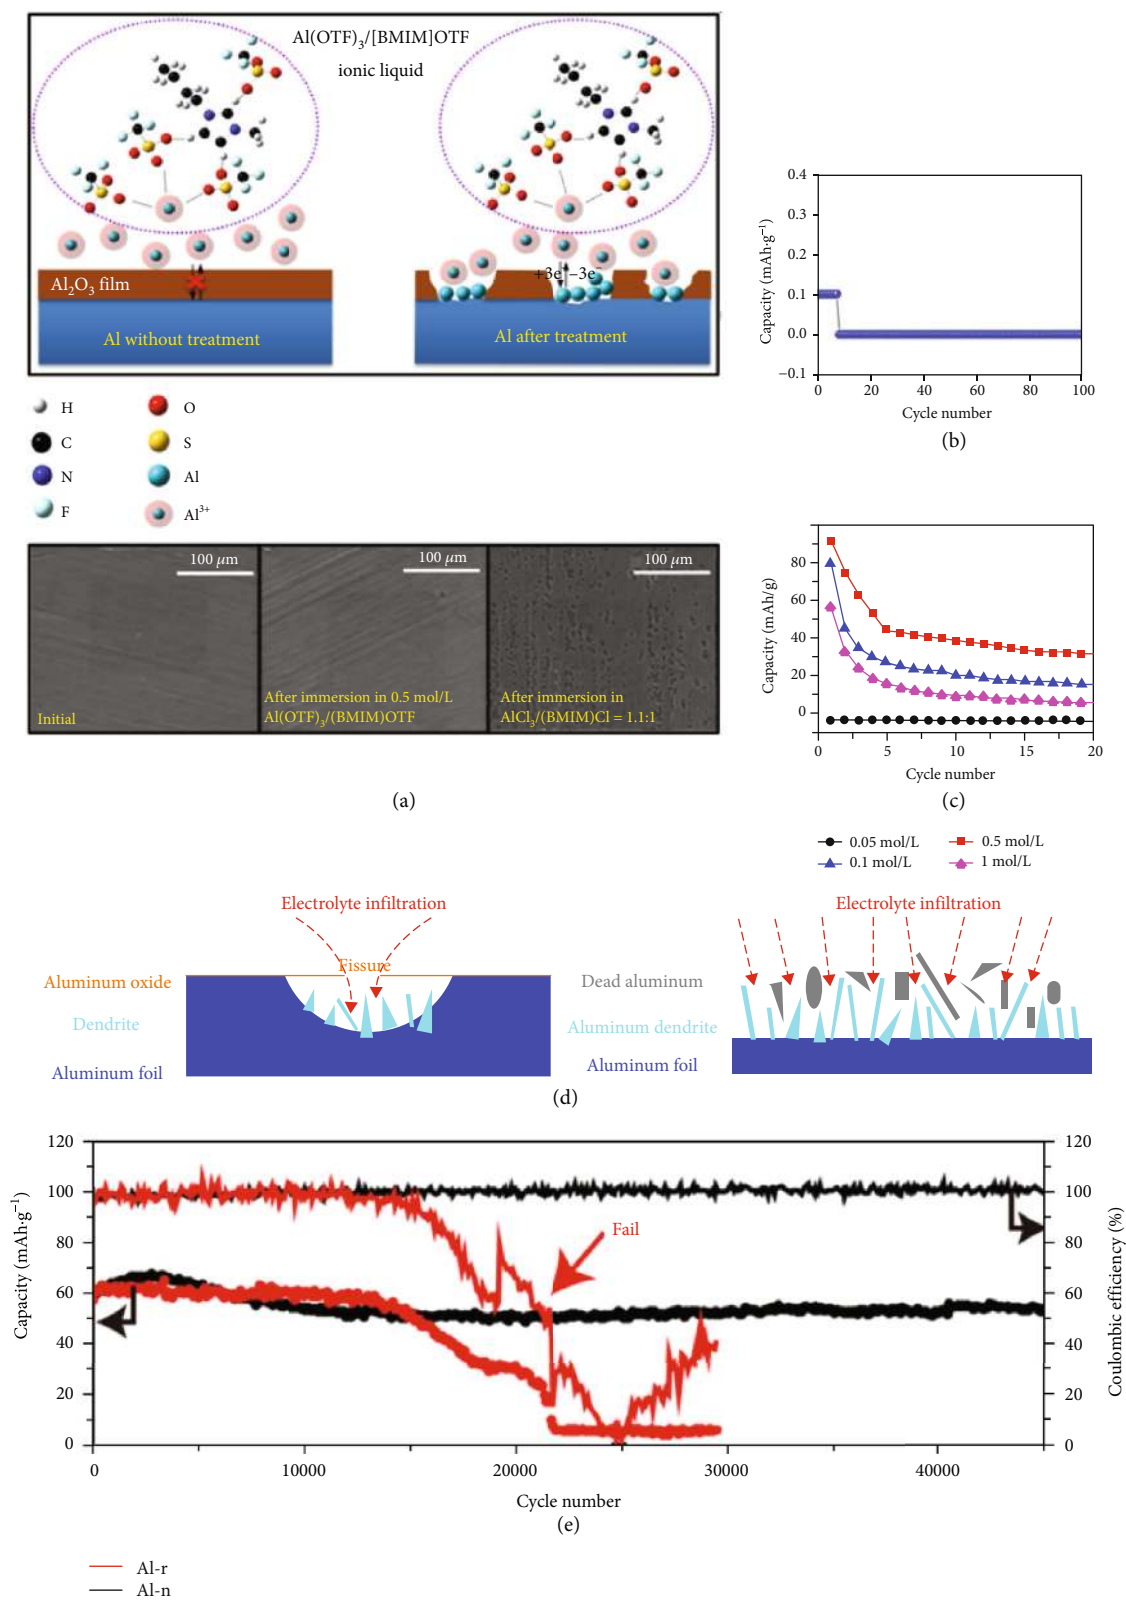 Al(OTF)₃/[BMIM]OTF
ionic liquid
Al₂O₃ film
+3e⁻ –3e⁻
Al without treatment
Al after treatment
H
O
C
S
N
Al
F
Al³⁺
100 μm
100 μm
100 μm
Initial
After immersion in 0.5 mol/L
Al(OTF)₃/(BMIM)OTF
After immersion in
AlCl₃/(BMIM)Cl = 1.1:1
(a)
Capacity (mAh·g⁻¹)
0.4
0.3
0.2
0.1
0.0
−0.1
0 20 40 60 80 100
Cycle number
(b)
Capacity (mAh/g)
80
60
40
20
0
0 5 10 15 20
Cycle number
(c)
0.05 mol/L
0.5 mol/L
0.1 mol/L
1 mol/L
Electrolyte infiltration
Fissure
Aluminum oxide
Dendrite
Aluminum foil
Electrolyte infiltration
Dead aluminum
Aluminum dendrite
Aluminum foil
(d)
Capacity (mAh·g⁻¹)
120
100
80
60
40
20
0
Fail
120
100
80
60
40
20
0
Coulombic efficiency (%)
0 10000 20000 30000 40000
Cycle number
(e)
Al-r
Al-n